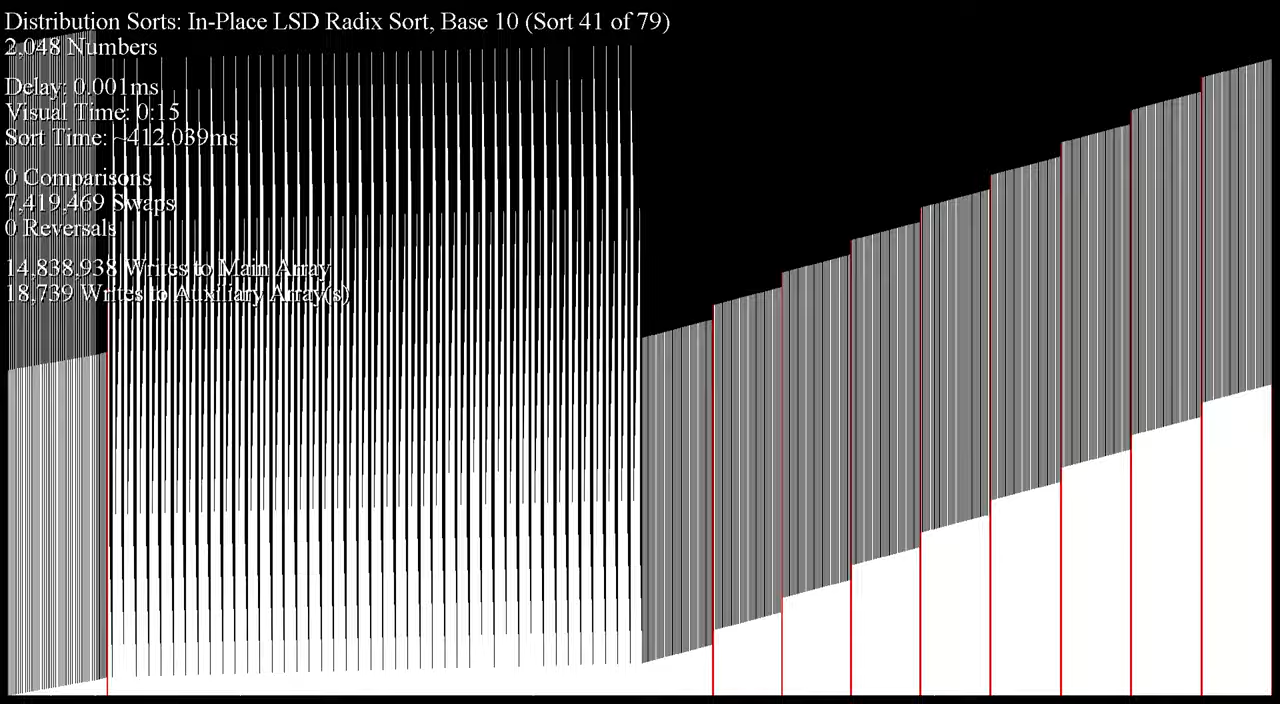 Distribution Sorts: In-Place LSD Radix Sort, Base 10 (Sort 41 of 79)
2,048 Numbers
Delay: 0.001ms
Visual Time: 0:15
Sort Time: ~412.039ms
0 Comparisons
7,419,469 Swaps
0 Reversals
14,838,938 Writes to Main Array
18,739 Writes to Auxiliary Array(s)